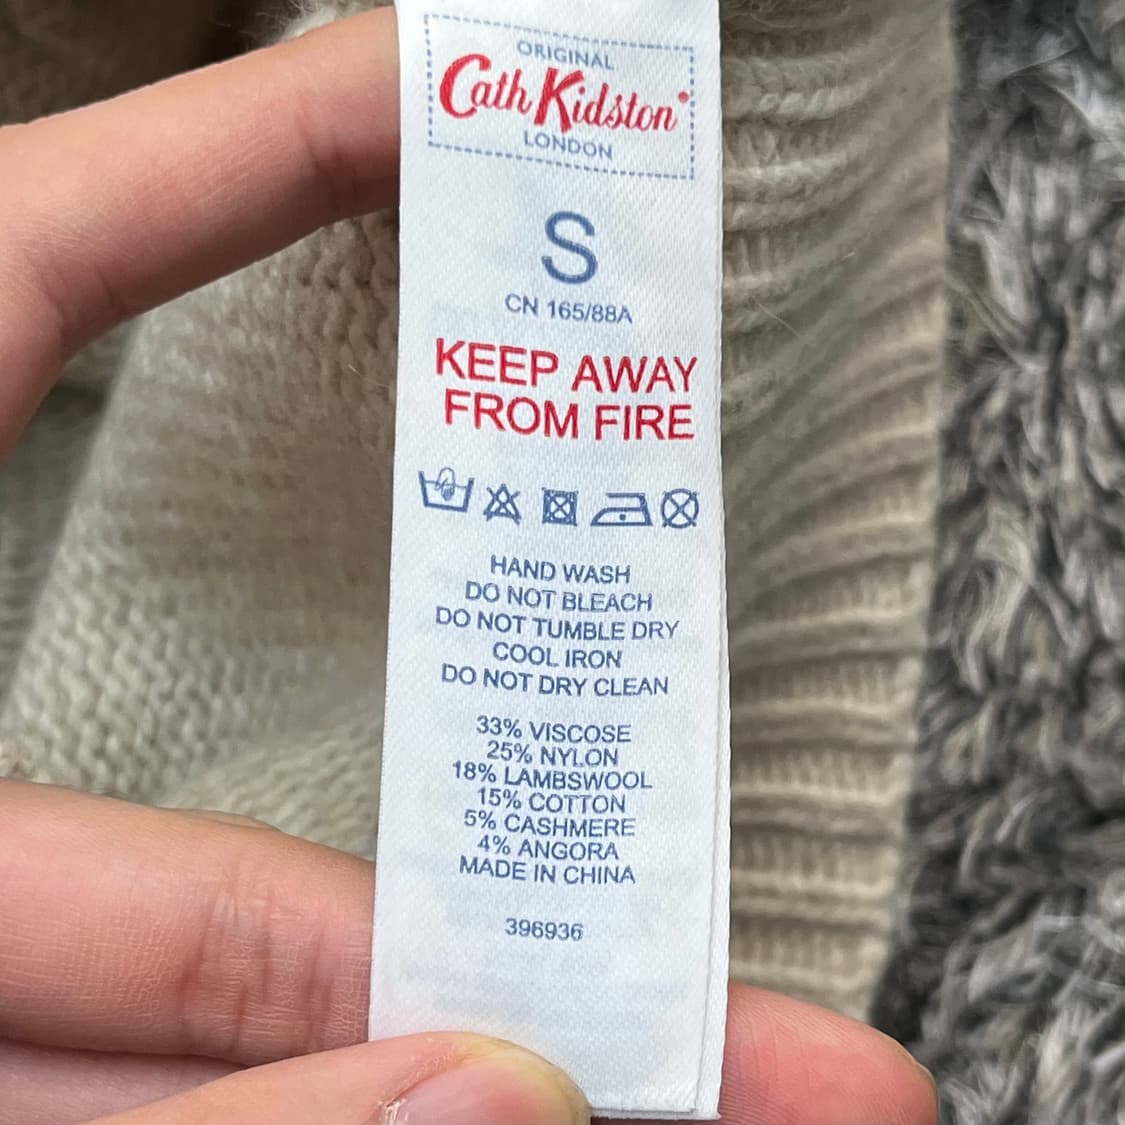 ORIGINAL
Cath Kidston®
LONDON
S
CN 165/88A
KEEP AWAY
FROM FIRE
HAND WASH
DO NOT BLEACH
DO NOT TUMBLE DRY
COOL IRON
DO NOT DRY CLEAN
33% VISCOSE
25% NYLON
18% LAMBSWOOL
15% COTTON
5% CASHMERE
4% ANGORA
MADE IN CHINA
396936